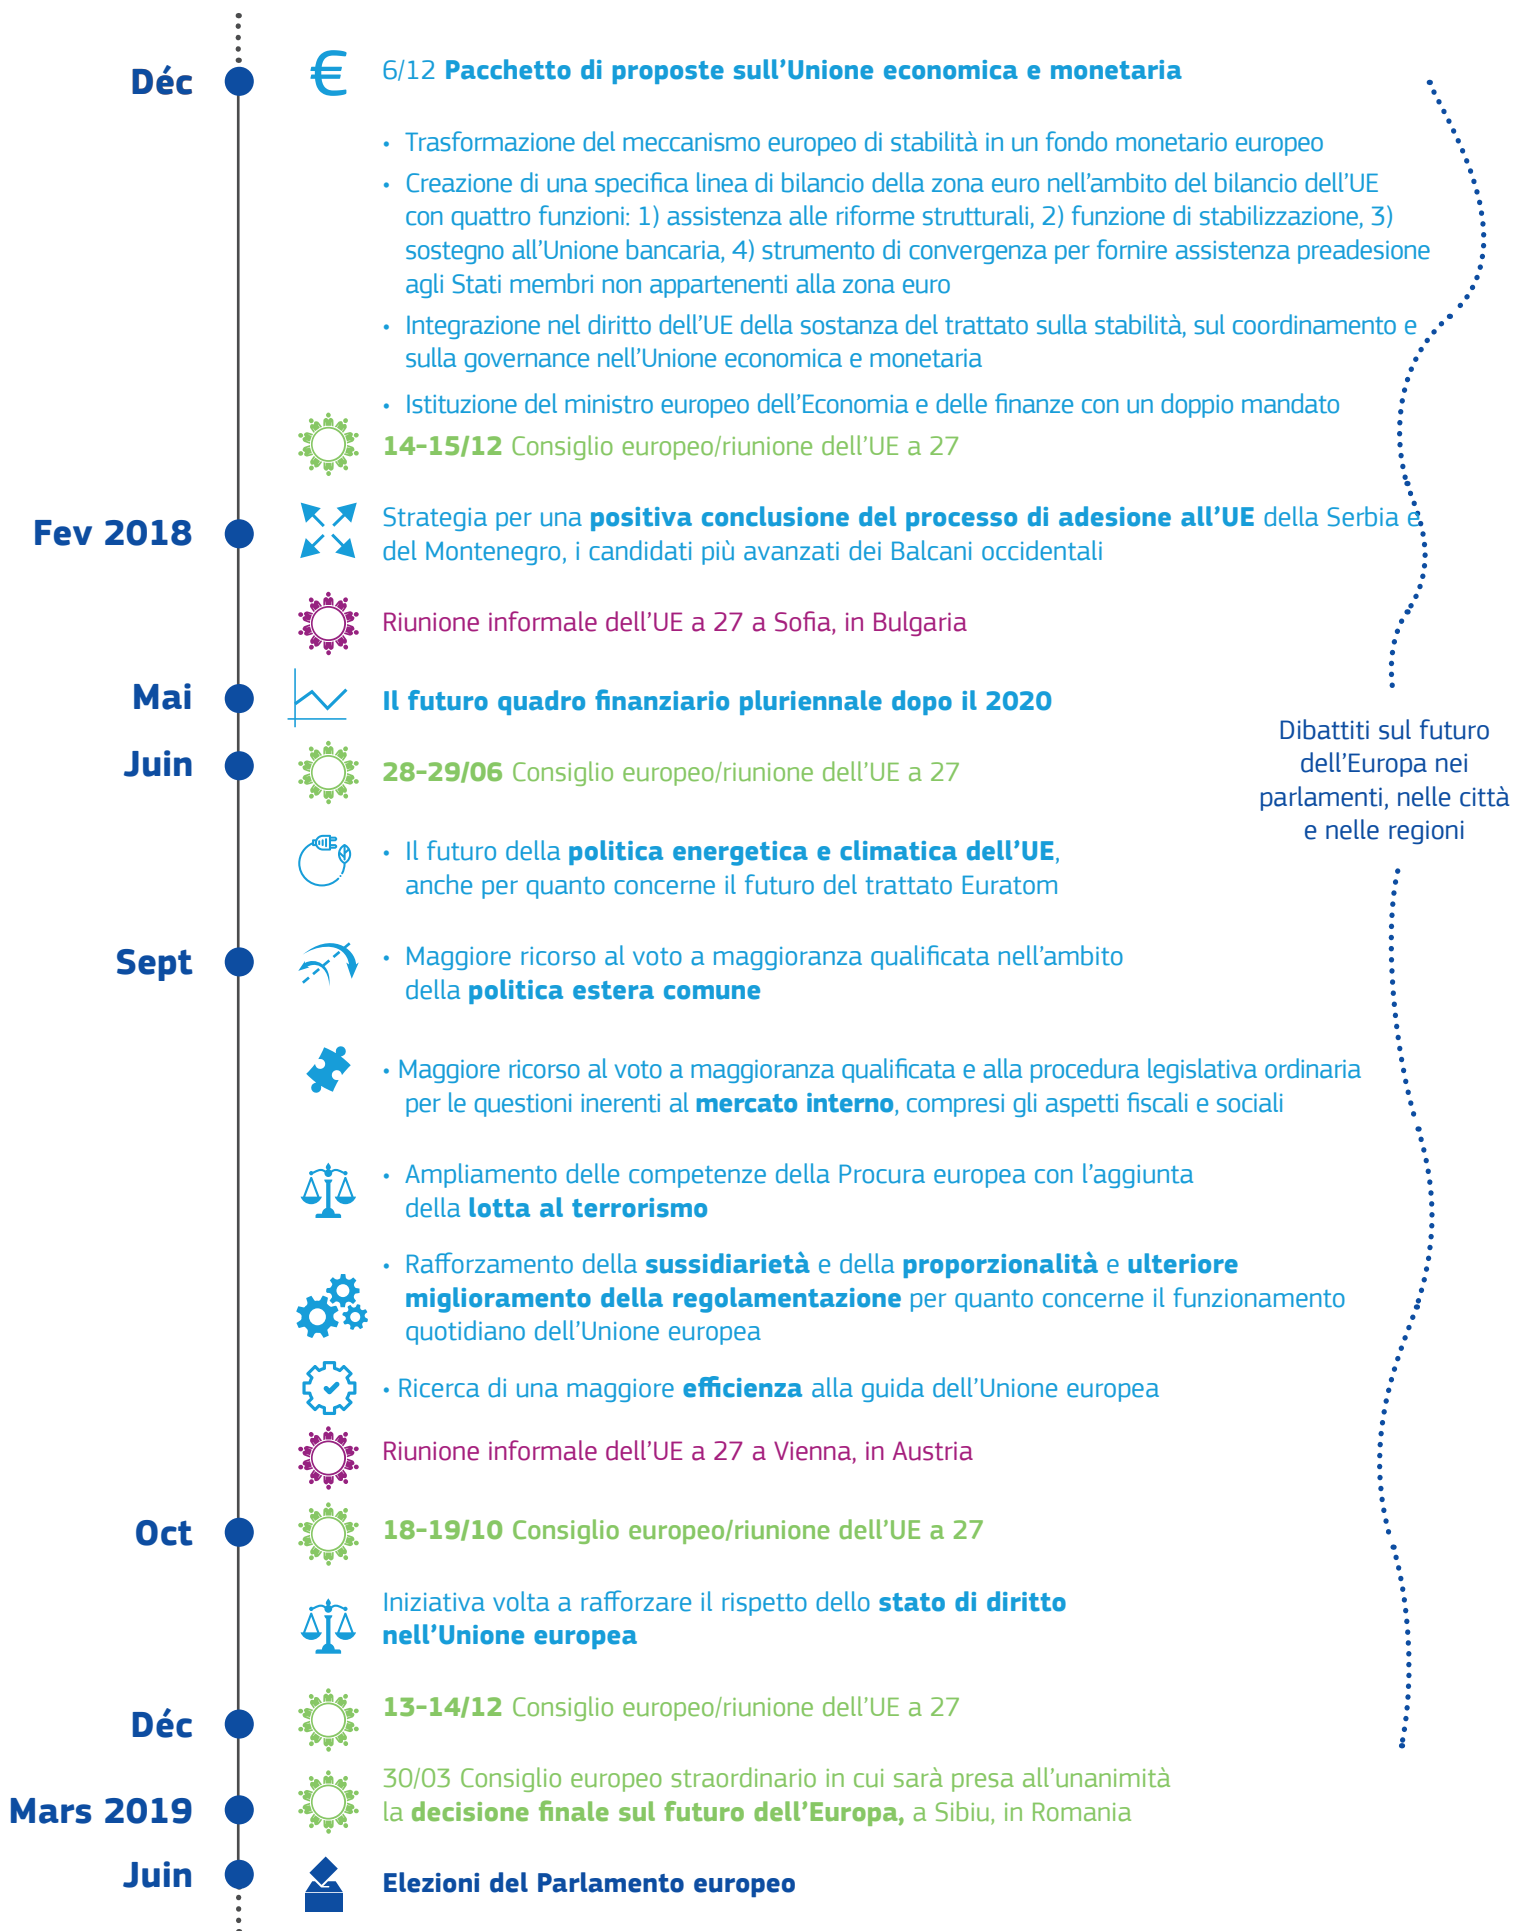 Déc
€ 6/12 Pacchetto di proposte sull’Unione economica e monetaria
• Trasformazione del meccanismo europeo di stabilità in un fondo monetario europeo
• Creazione di una specifica linea di bilancio della zona euro nell’ambito del bilancio dell’UE
con quattro funzioni: 1) assistenza alle riforme strutturali, 2) funzione di stabilizzazione, 3)
sostegno all’Unione bancaria, 4) strumento di convergenza per fornire assistenza preadesione
agli Stati membri non appartenenti alla zona euro
• Integrazione nel diritto dell’UE della sostanza del trattato sulla stabilità, sul coordinamento e
sulla governance nell’Unione economica e monetaria
• Istituzione del ministro europeo dell’Economia e delle finanze con un doppio mandato
14-15/12 Consiglio europeo/riunione dell’UE a 27
Fev 2018
Strategia per una positiva conclusione del processo di adesione all’UE della Serbia e
del Montenegro, i candidati più avanzati dei Balcani occidentali
Riunione informale dell’UE a 27 a Sofia, in Bulgaria
Mai
Il futuro quadro finanziario pluriennale dopo il 2020
Juin
28-29/06 Consiglio europeo/riunione dell’UE a 27
Dibattiti sul futuro
dell’Europa nei
parlamenti, nelle città
e nelle regioni
• Il futuro della politica energetica e climatica dell’UE,
anche per quanto concerne il futuro del trattato Euratom
Sept
• Maggiore ricorso al voto a maggioranza qualificata nell’ambito
della politica estera comune
• Maggiore ricorso al voto a maggioranza qualificata e alla procedura legislativa ordinaria
per le questioni inerenti al mercato interno, compresi gli aspetti fiscali e sociali
• Ampliamento delle competenze della Procura europea con l’aggiunta
della lotta al terrorismo
• Rafforzamento della sussidiarietà e della proporzionalità e ulteriore
miglioramento della regolamentazione per quanto concerne il funzionamento
quotidiano dell’Unione europea
• Ricerca di una maggiore efficienza alla guida dell’Unione europea
Riunione informale dell’UE a 27 a Vienna, in Austria
Oct
18-19/10 Consiglio europeo/riunione dell’UE a 27
Iniziativa volta a rafforzare il rispetto dello stato di diritto
nell’Unione europea
Déc
13-14/12 Consiglio europeo/riunione dell’UE a 27
Mars 2019
30/03 Consiglio europeo straordinario in cui sarà presa all’unanimità
la decisione finale sul futuro dell’Europa, a Sibiu, in Romania
Juin
Elezioni del Parlamento europeo